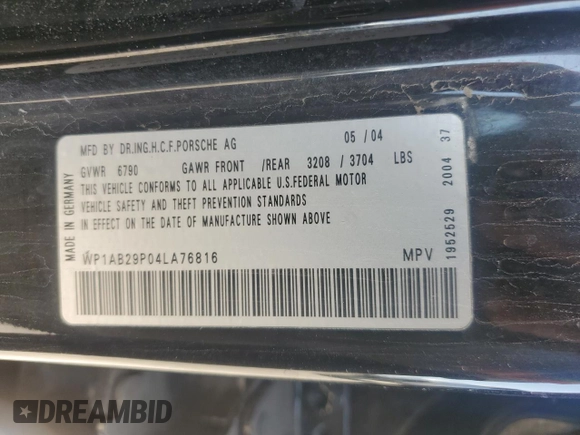 MFD BY DR.ING.H.C.F.PORSCHE AG 05 / 04
GVWR 6790 GAWR FRONT /REAR 3208 / 3704 LBS
THIS VEHICLE CONFORMS TO ALL APPLICABLE U.S.FEDERAL MOTOR
VEHICLE SAFETY AND THEFT PREVENTION STANDARDS
IN EFFECT ON THE DATE OF MANUFACTURE SHOWN ABOVE
WP1AB29P04LA76816 MPV
MADE IN GERMANY
1952529 2004 37
DREAMBID